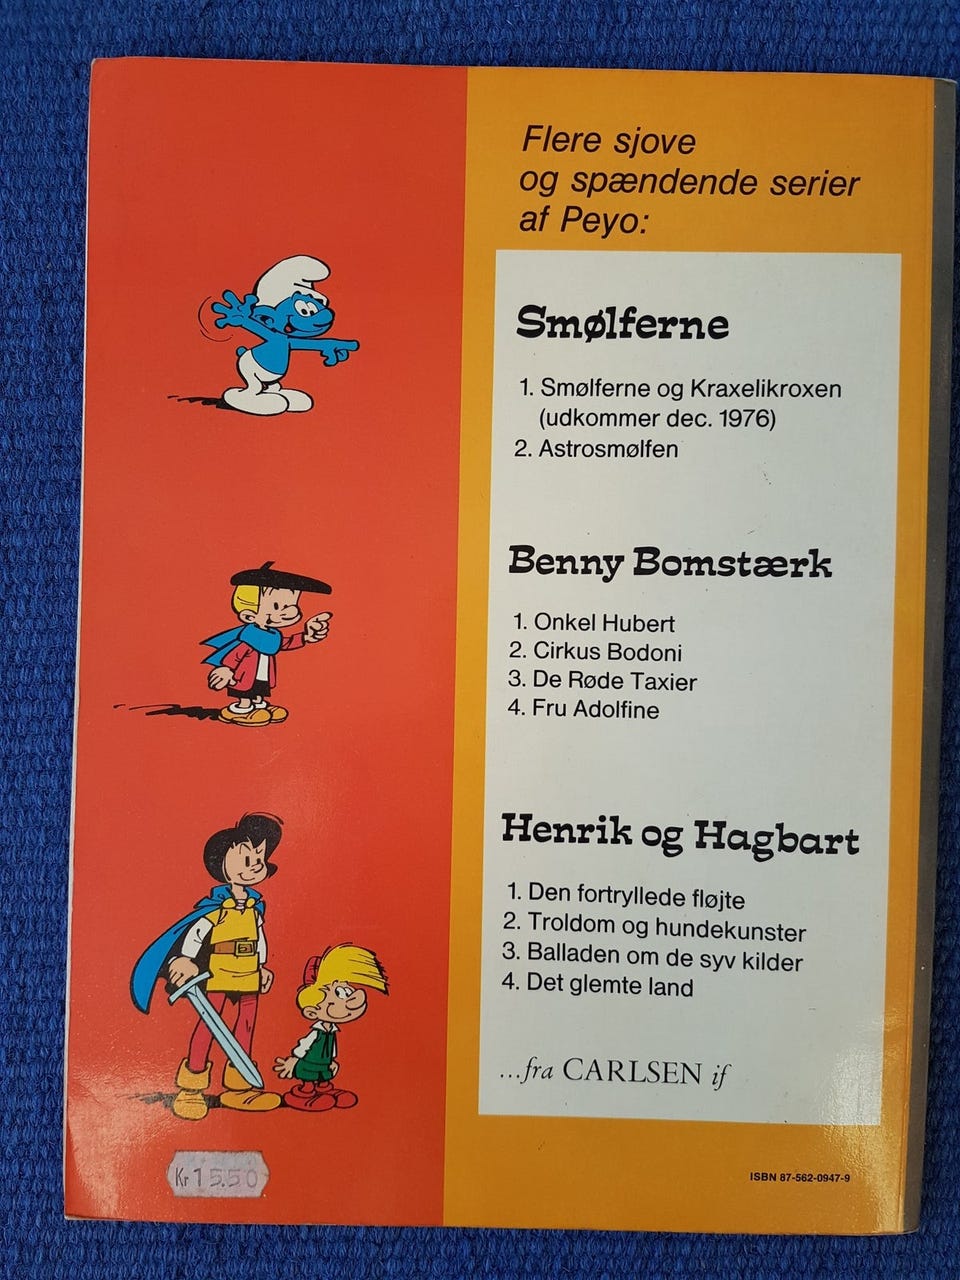 Flere sjove
og spændende serier
af Peyo:
Smølferne
1. Smølferne og Kraxelikroxen
(udkommer dec. 1976)
2. Astrosmølfen
Benny Bomstærk
1. Onkel Hubert
2. Cirkus Bodoni
3. De Røde Taxier
4. Fru Adolfine
Henrik og Hagbart
1. Den fortryllede fløjte
2. Troldom og hundekunster
3. Balladen om de syv kilder
4. Det glemte land
...fra CARLSEN if
Kr 15.50
ISBN 87-562-0947-9